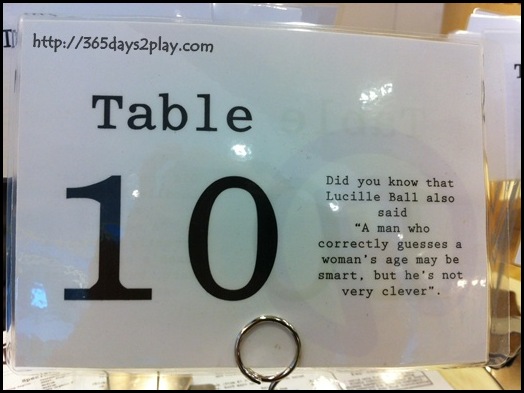 http://365days2play.com
Table
10
Did you know that
Lucille Ball also
said
“A man who
correctly guesses a
woman’s age may be
smart, but he’s not
very clever”.